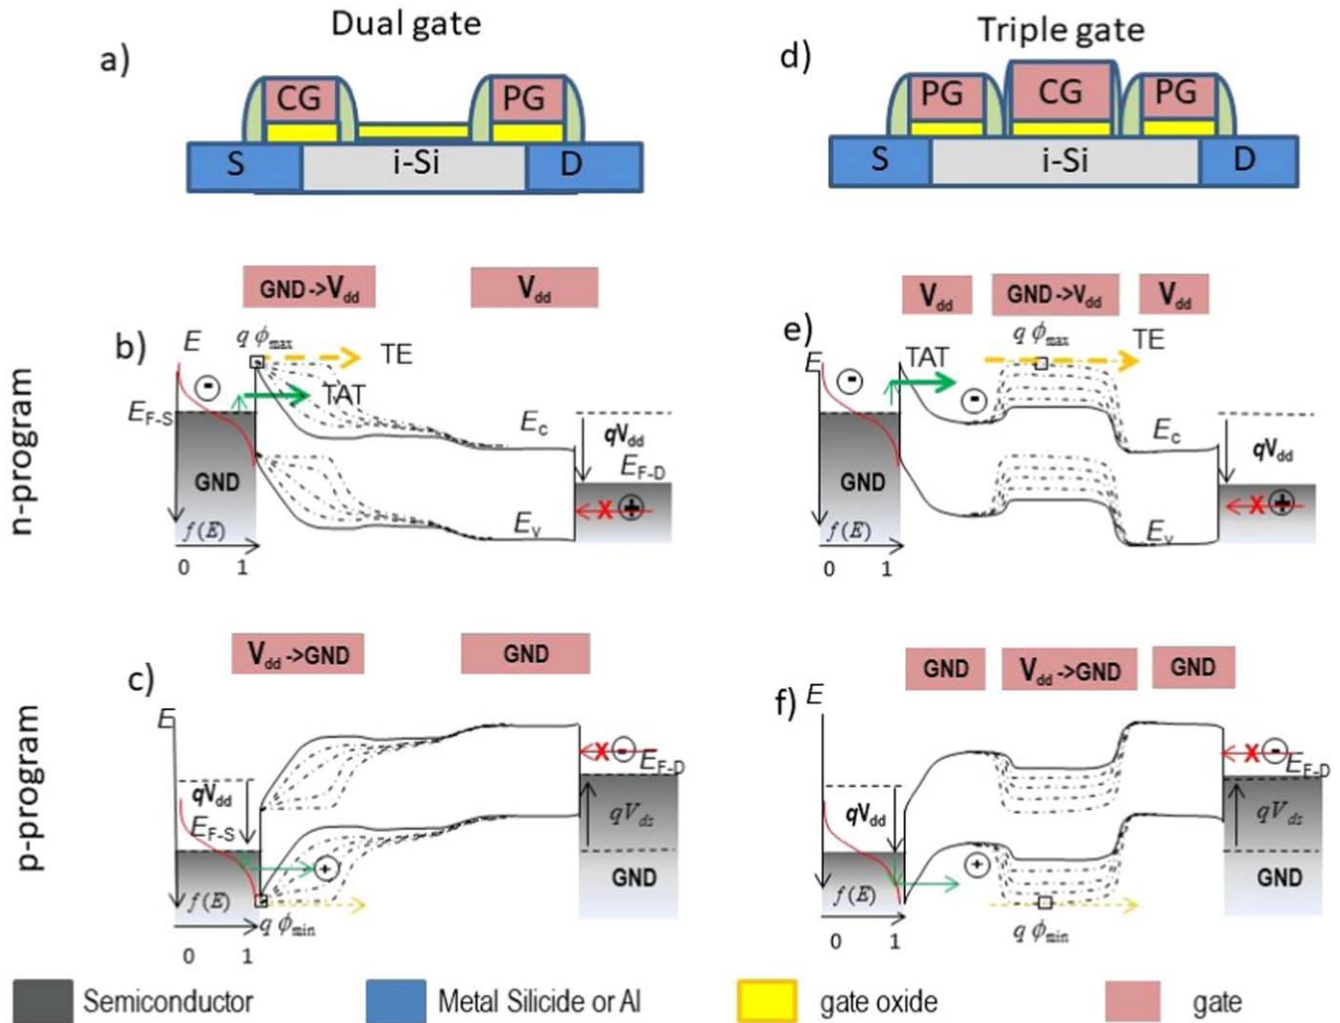 Dual gate
Triple gate
a)
CG
PG
S
i-Si
D
d)
PG
CG
PG
S
i-Si
D
n-program
b)
GND->Vdd
Vdd
E
q ϕmax
TE
TAT
EF-S
Ec
qVdd
EF-D
GND
Ev
f(E)
0
1
e)
Vdd
GND->Vdd
Vdd
E
q ϕmax
TE
TAT
Ec
qVdd
GND
Ev
f(E)
0
1
p-program
c)
Vdd->GND
GND
E
qVdd
EF-S
EF-D
qVds
GND
f(E)
q ϕmin
0
1
f)
GND
Vdd->GND
GND
E
qVdd
EF-D
qVds
GND
f(E)
q ϕmin
0
1
Semiconductor
Metal Silicide or Al
gate oxide
gate